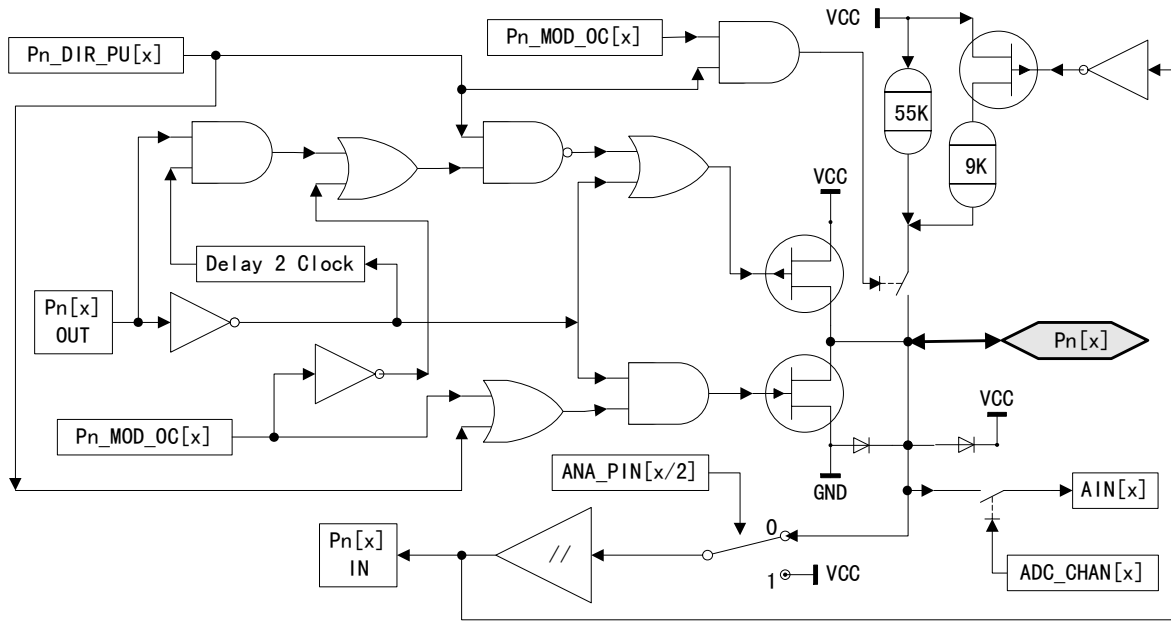 Pn_MOD_OC[x]
VCC
Pn_DIR_PU[x]
55K
9K
VCC
Delay 2 Clock
Pn[x]
OUT
Pn[x]
Pn_MOD_OC[x]
VCC
ANA_PIN[x/2]
GND
AIN[x]
Pn[x]
IN
//
0
1
VCC
ADC_CHAN[x]